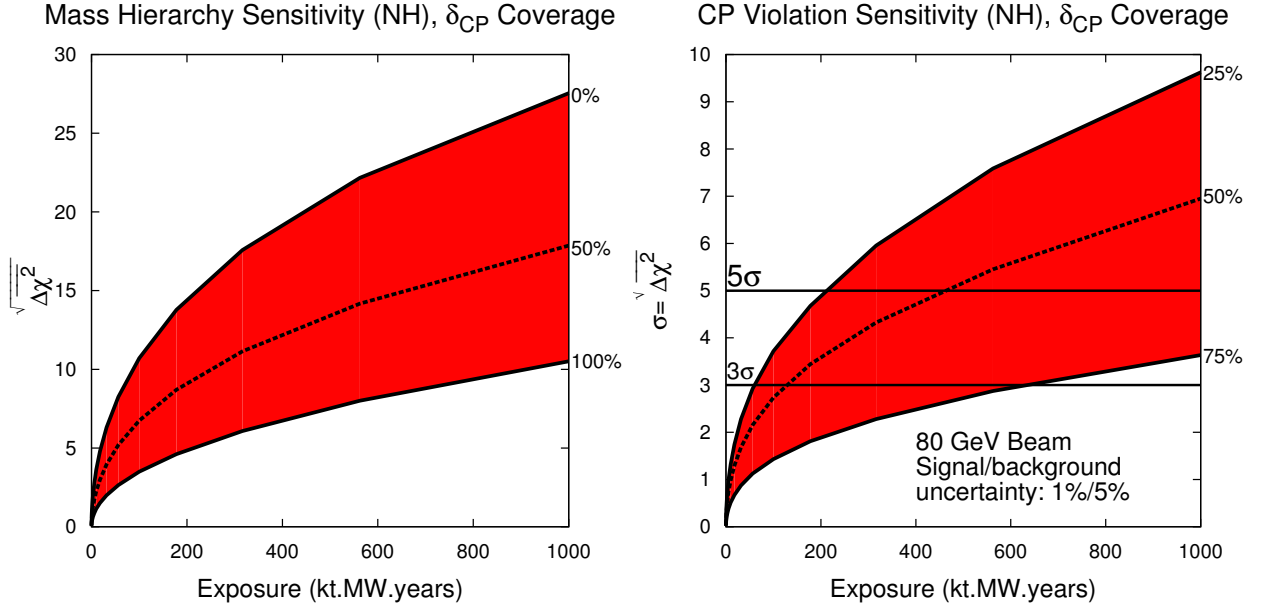 Mass Hierarchy Sensitivity (NH), δCP Coverage
30
25
20
15
10
5
0
√Δχ²
0%
50%
100%
0 200 400 600 800 1000
Exposure (kt.MW.years)
CP Violation Sensitivity (NH), δCP Coverage
10
9
8
7
6
5
4
3
2
1
0
σ=√Δχ²
25%
50%
75%
5σ
3σ
80 GeV Beam
Signal/background
uncertainty: 1%/5%
0 200 400 600 800 1000
Exposure (kt.MW.years)